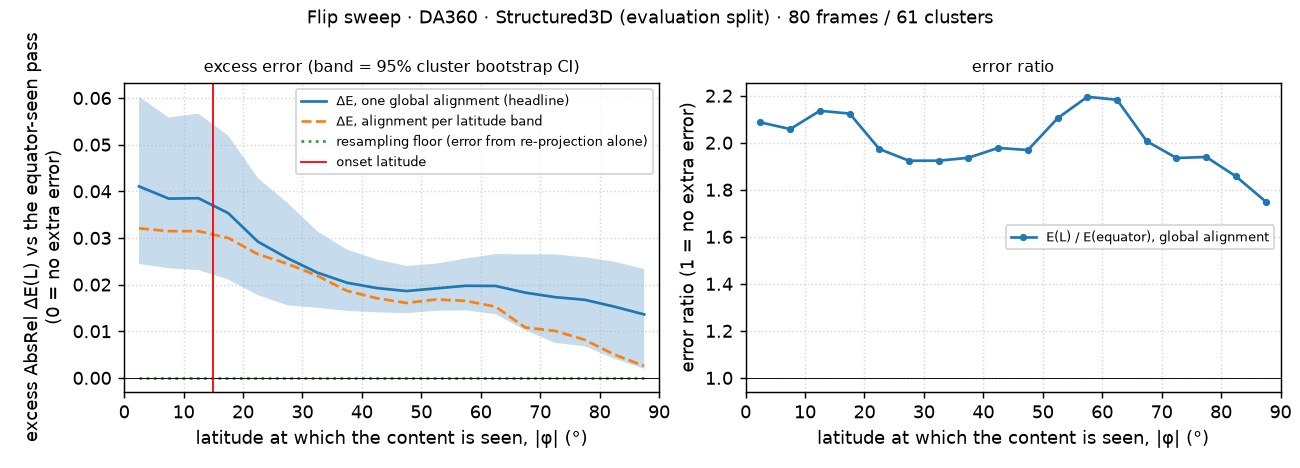 Flip sweep · DA360 · Structured3D (evaluation split) · 80 frames / 61 clusters
excess error (band = 95% cluster bootstrap CI)
excess AbsRel ΔE(L) vs the equator-seen pass
(0 = no extra error)
0.06
0.05
0.04
0.03
0.02
0.01
0.00
ΔE, one global alignment (headline)
ΔE, alignment per latitude band
resampling floor (error from re-projection alone)
onset latitude
0 10 20 30 40 50 60 70 80 90
latitude at which the content is seen, |φ| (°)
error ratio
error ratio (1 = no extra error)
2.2
2.0
1.8
1.6
1.4
1.2
1.0
E(L) / E(equator), global alignment
0 10 20 30 40 50 60 70 80 90
latitude at which the content is seen, |φ| (°)